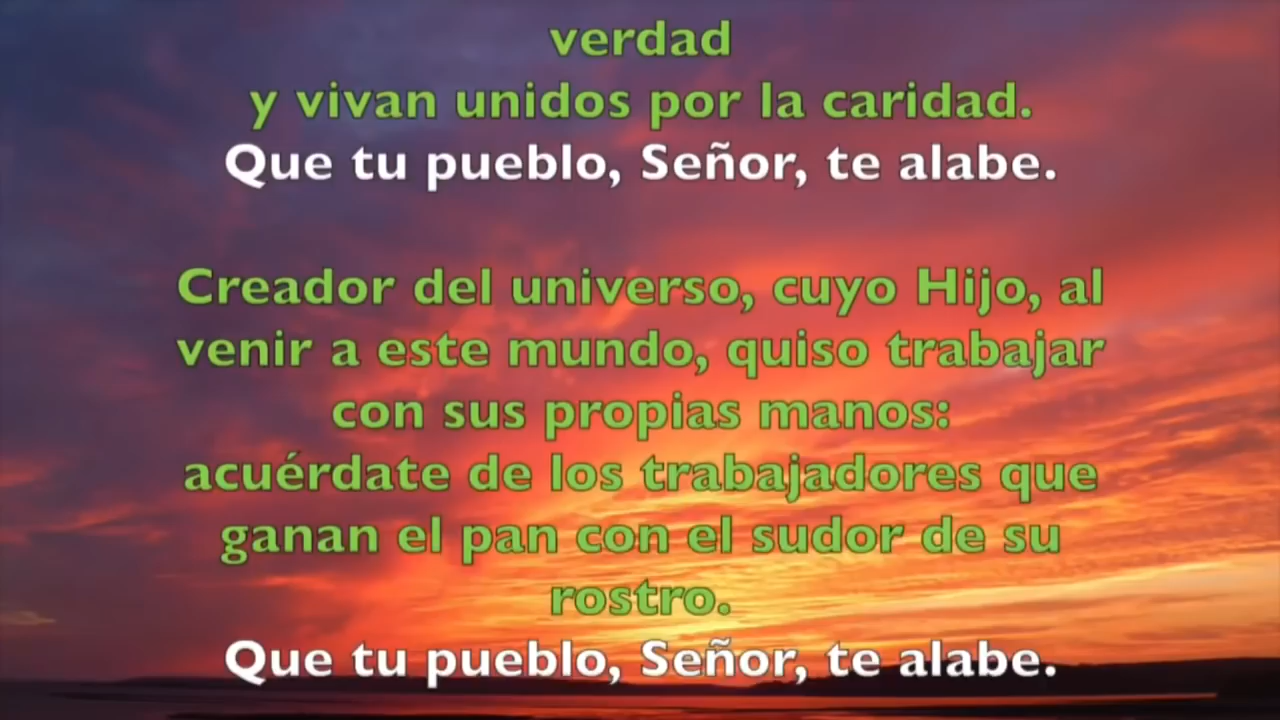 verdad
y vivan unidos por la caridad.
Que tu pueblo, Señor, te alabe.
Creador del universo, cuyo Hijo, al
venir a este mundo, quiso trabajar
con sus propias manos:
acuérdate de los trabajadores que
ganan el pan con el sudor de su
rostro.
Que tu pueblo, Señor, te alabe.